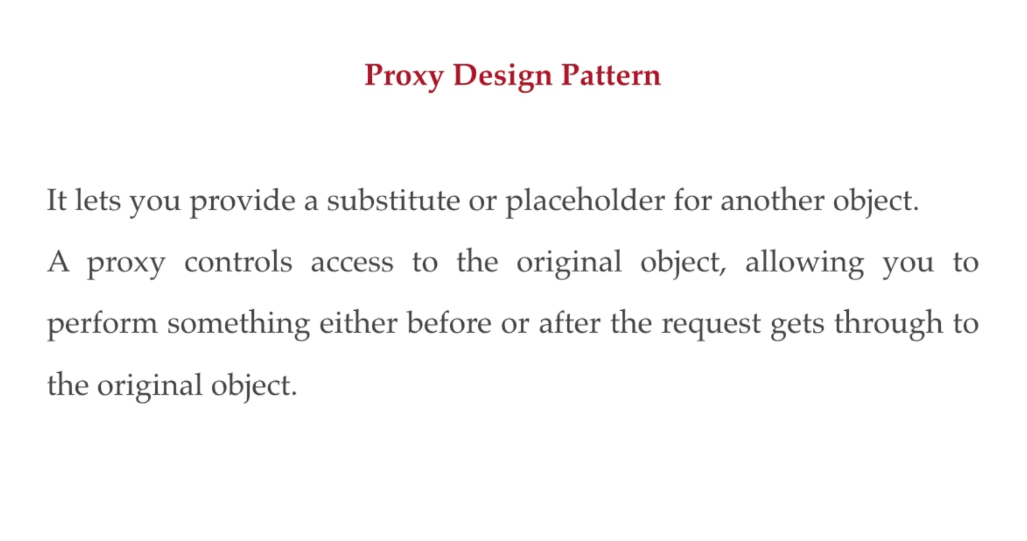 Proxy Design Pattern
It lets you provide a substitute or placeholder for another object.
A proxy controls access to the original object, allowing you to
perform something either before or after the request gets through to
the original object.